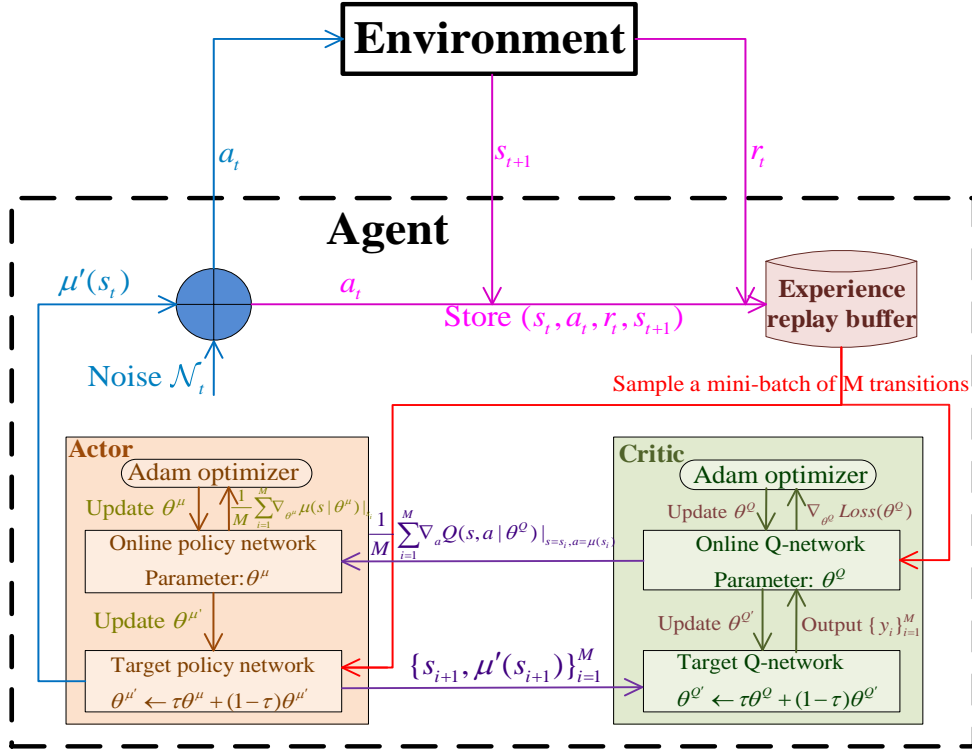 Environment
a_t
s_{t+1}
r_t
Agent
μ′(s_t)
a_t
Store (s_t, a_t, r_t, s_{t+1})
Experience
replay buffer
Noise 𝒩_t
Sample a mini-batch of M transitions
Actor
Adam optimizer
Update θ^μ
1/M ∑_{i=1}^{M} ∇_{θ^μ} μ(s | θ^μ)|
Online policy network
Parameter: θ^μ
Update θ^{μ'}
Target policy network
θ^{μ'} ← τθ^μ + (1−τ)θ^{μ'}
1/M ∑_{i=1}^{M} ∇_a Q(s, a | θ^Q)|_{s=s_i, a=μ(s_i)}
{s_{i+1}, μ′(s_{i+1})}_{i=1}^{M}
Critic
Adam optimizer
Update θ^Q
∇_{θ^Q} Loss(θ^Q)
Online Q-network
Parameter: θ^Q
Update θ^{Q'}
Output {y_i}_{i=1}^{M}
Target Q-network
θ^{Q'} ← τθ^Q + (1−τ)θ^{Q'}